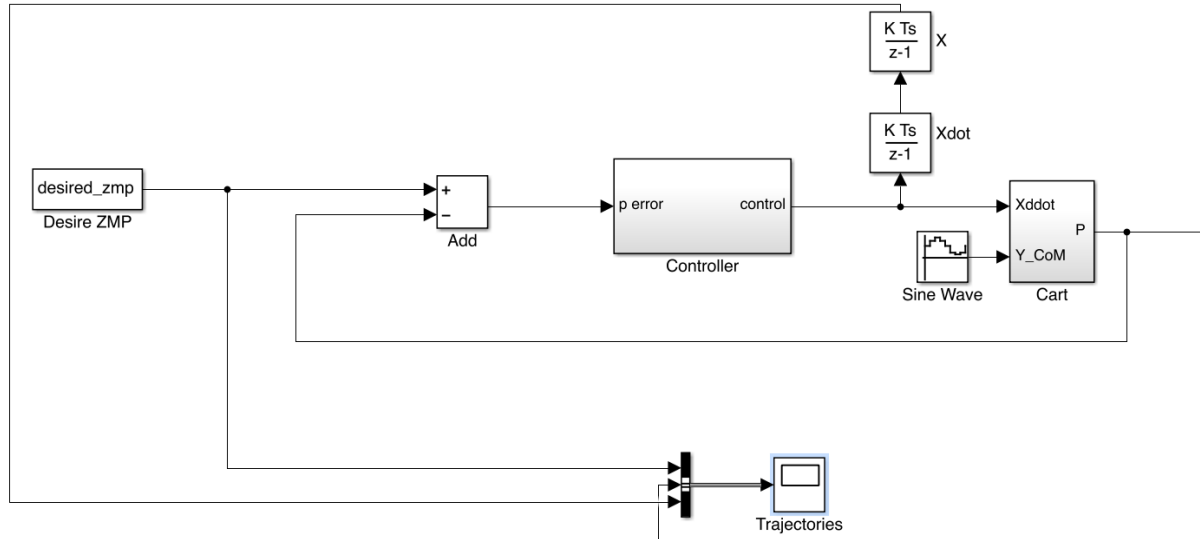 K Ts
z-1
X
K Ts
z-1
Xdot
desired_zmp
Desire ZMP
+
−
Add
p error
control
Controller
Xddot
P
Y_CoM
Sine Wave
Cart
Trajectories